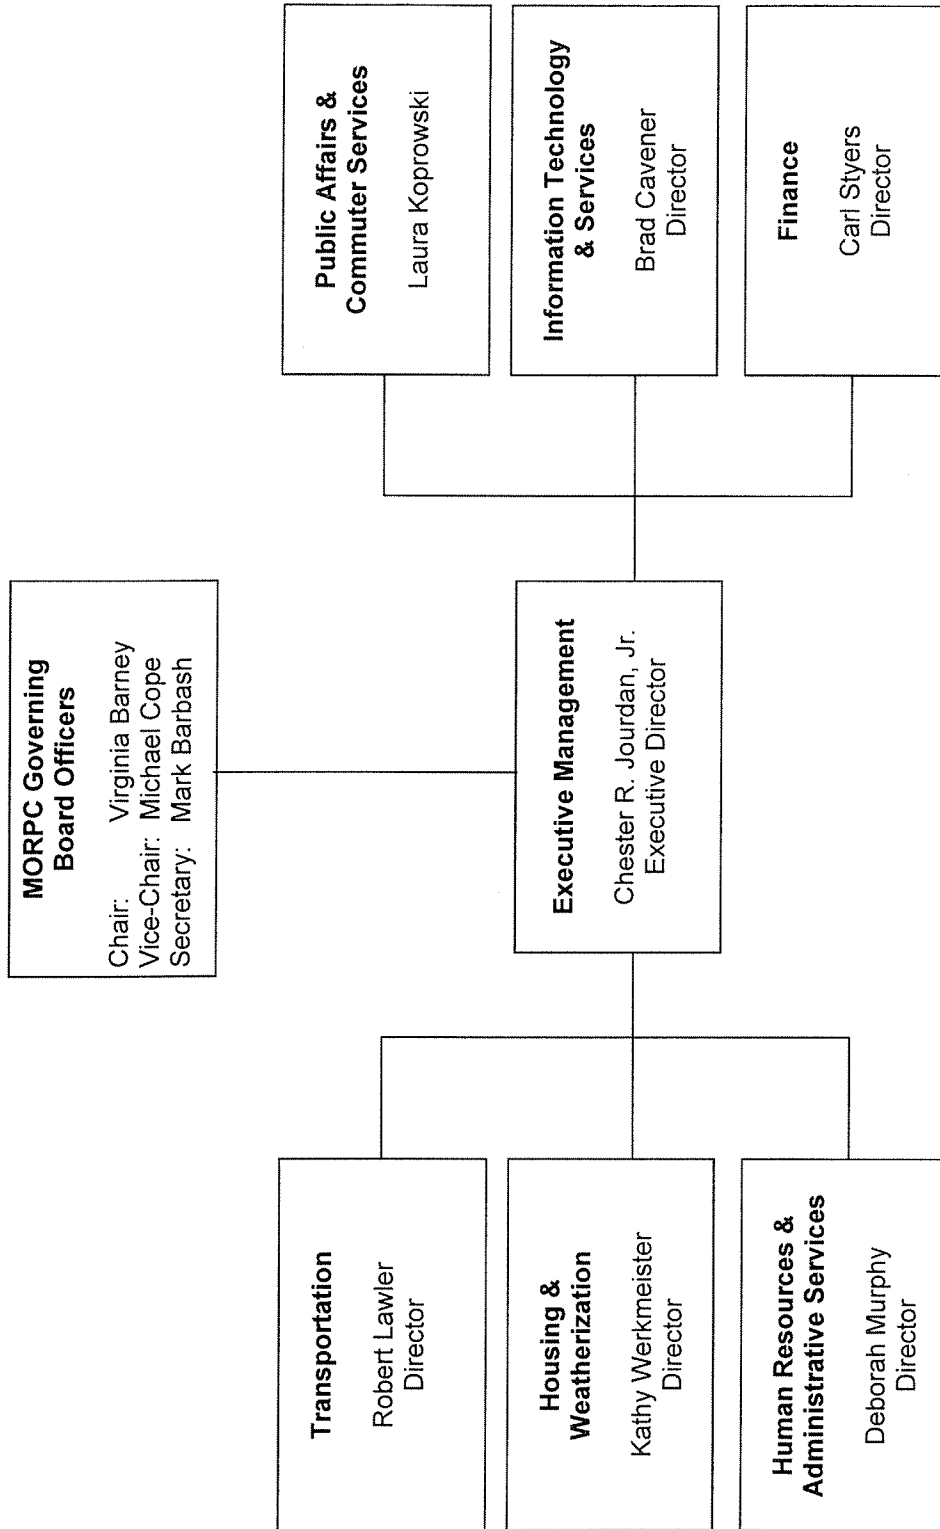 MORPC Governing
Board Officers
Chair: Virginia Barney
Vice-Chair: Michael Cope
Secretary: Mark Barbash
Executive Management
Chester R. Jourdan, Jr.
Executive Director
Transportation
Robert Lawler
Director
Housing &
Weatherization
Kathy Werkmeister
Director
Human Resources &
Administrative Services
Deborah Murphy
Director
Public Affairs &
Commuter Services
Laura Koprowski
Information Technology
& Services
Brad Cavener
Director
Finance
Carl Styers
Director